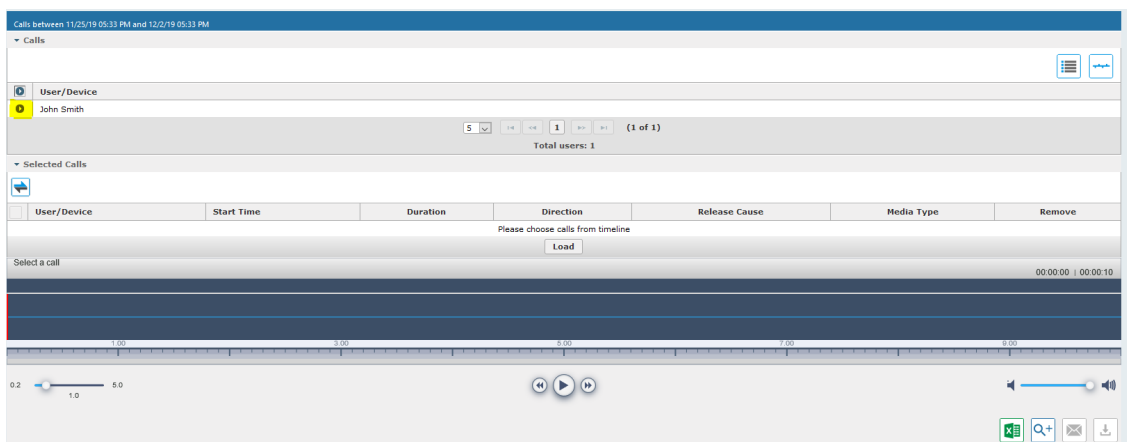 Calls between 11/25/19 05:33 PM and 12/2/19 05:33 PM
Calls
User/Device
John Smith
5 1 (1 of 1)
Total users: 1
Selected Calls
User/Device Start Time Duration Direction Release Cause Media Type Remove
Please choose calls from timeline
Load
Select a call
00:00:00 | 00:00:10
1.00 3.00 5.00 7.00 9.00
0.2 5.0
1.0